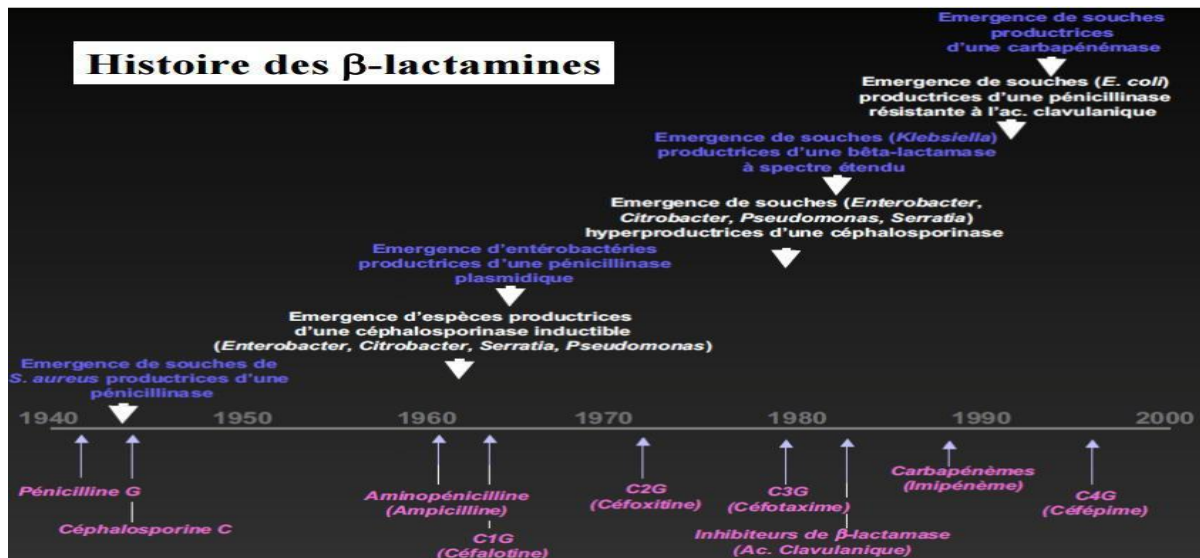 Histoire des β-lactamines
Emergence de souches
productrices
d'une carbapénémase
Emergence de souches (E. coli)
productrices d'une pénicillinase
résistante à l'ac. clavulanique
Emergence de souches (Klebsiella)
productrices d'une bêta-lactamase
à spectre étendu
Emergence de souches (Enterobacter,
Citrobacter, Pseudomonas, Serratia)
hyperproductrices d'une céphalosporinase
Emergence d'entérobactéries
productrices d'une pénicillinase
plasmidique
Emergence d'espèces productrices
d'une céphalosporinase inductible
(Enterobacter, Citrobacter, Serratia, Pseudomonas)
Emergence de souches de
S. aureus productrices d'une
pénicillinase
1940 1950 1960 1970 1980 1990 2000
Pénicilline G
Céphalosporine C
Aminopénicilline
(Ampicilline)
C1G
(Céfalotine)
C2G
(Céfoxitine)
C3G
(Céfotaxime)
Inhibiteurs de β-lactamase
(Ac. Clavulanique)
Carbapénèmes
(Imipénème)
C4G
(Céfépime)